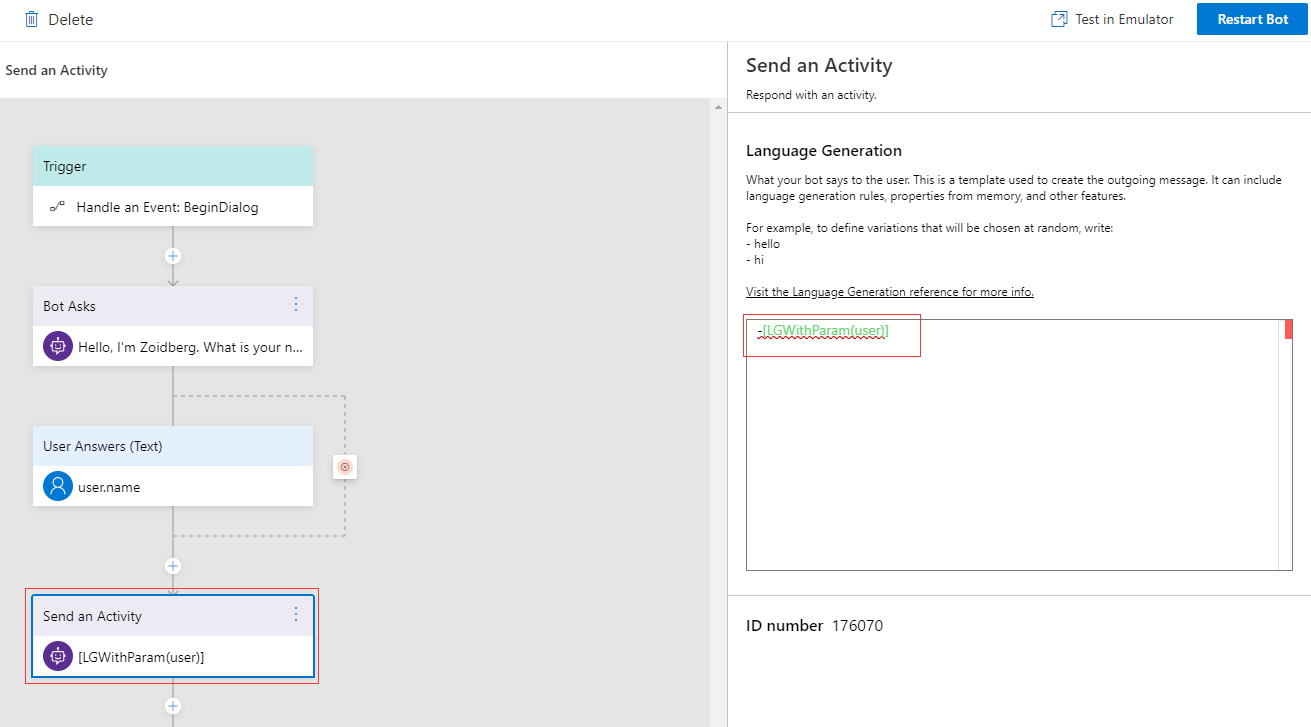 Delete
Test in Emulator
Restart Bot
Send an Activity
Trigger
Handle an Event: BeginDialog
Bot Asks
Hello, I'm Zoidberg. What is your n...
User Answers (Text)
user.name
Send an Activity
[LGWithParam(user)]
Send an Activity
Respond with an activity.
Language Generation
What your bot says to the user. This is a template used to create the outgoing message. It can include
language generation rules, properties from memory, and other features.
For example, to define variations that will be chosen at random, write:
- hello
- hi
Visit the Language Generation reference for more info.
-[LGWithParam(user)]
ID number 176070